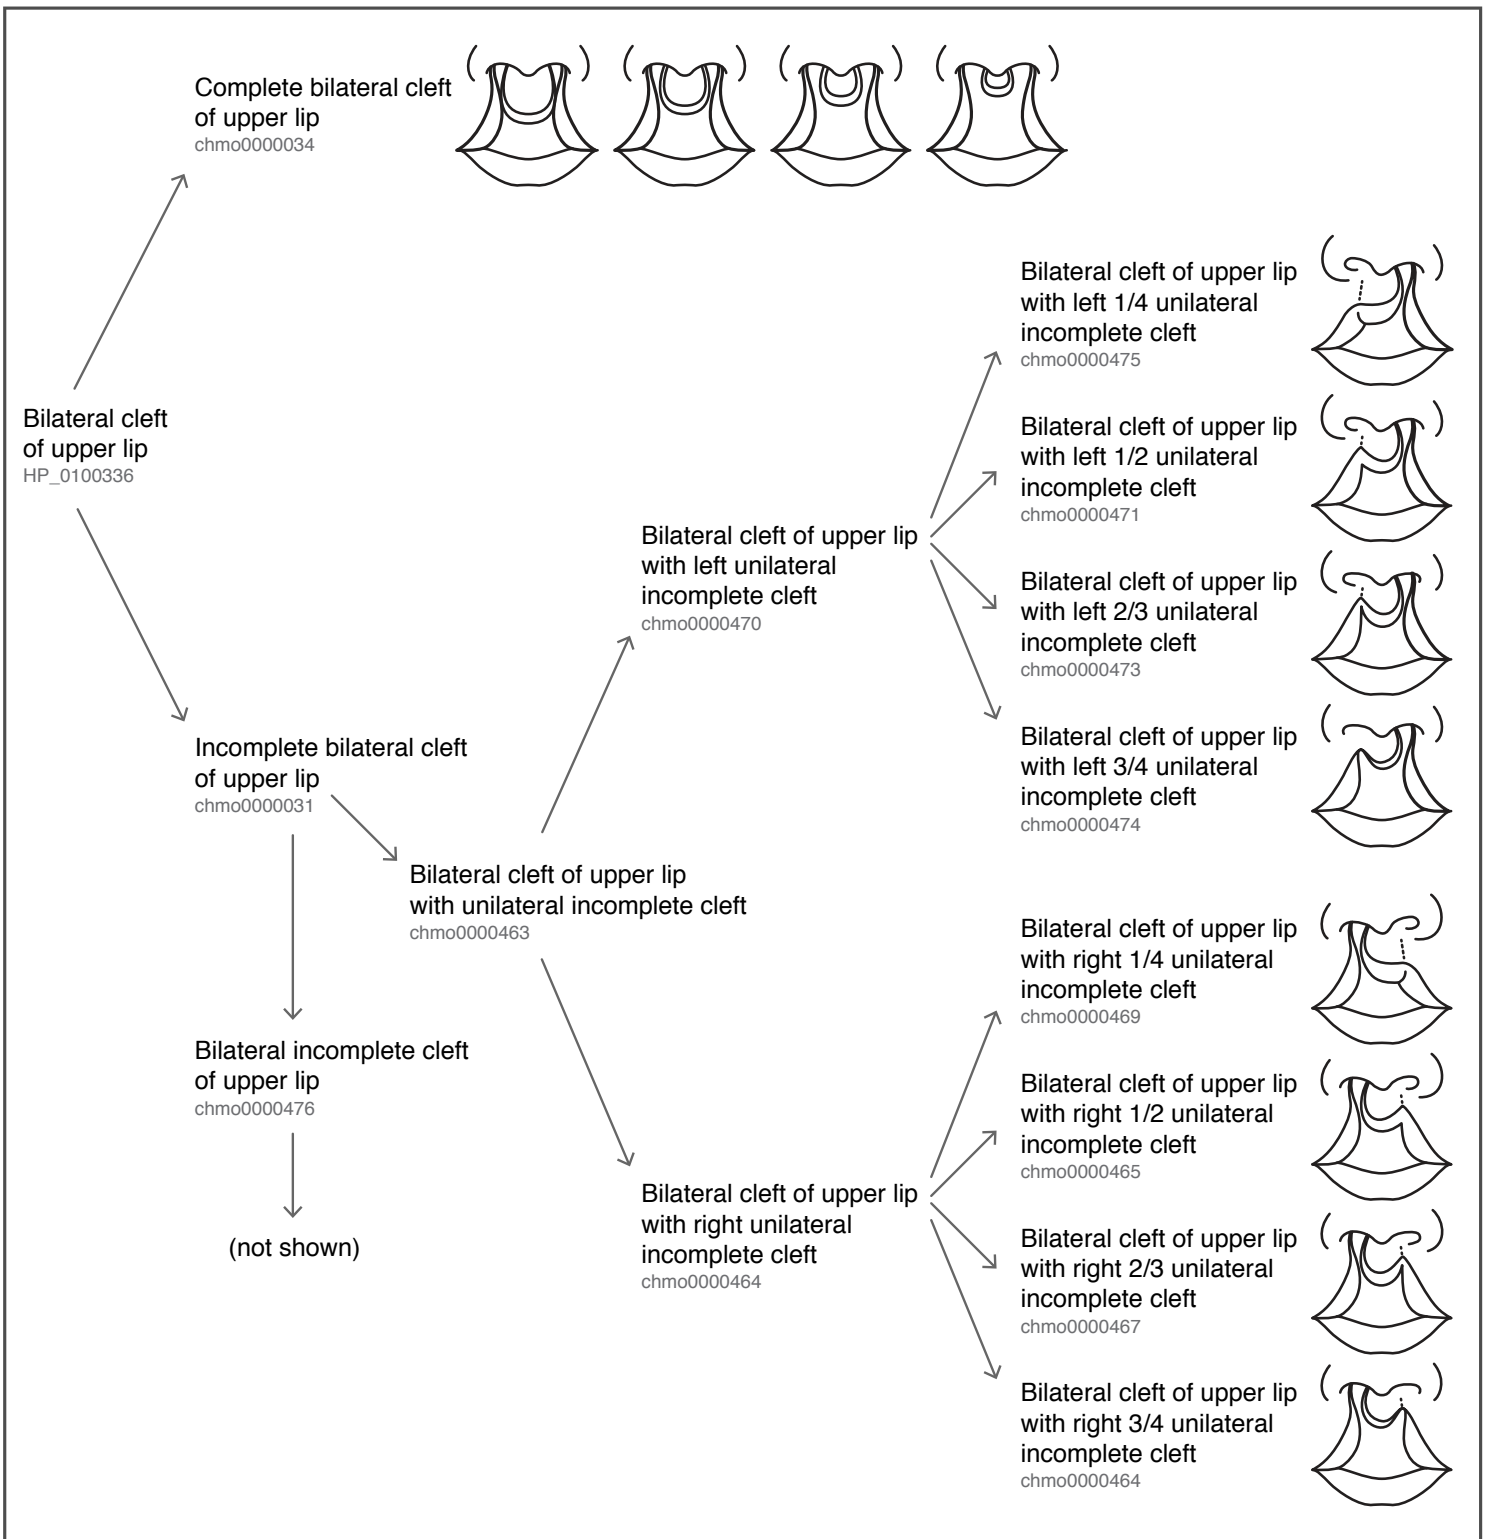 Complete bilateral cleft
of upper lip
chmo0000034
Bilateral cleft
of upper lip
HP_0100336
Incomplete bilateral cleft
of upper lip
chmo0000031
Bilateral incomplete cleft
of upper lip
chmo0000476
(not shown)
Bilateral cleft of upper lip
with unilateral incomplete cleft
chmo0000463
Bilateral cleft of upper lip
with left unilateral
incomplete cleft
chmo0000470
Bilateral cleft of upper lip
with left 1/4 unilateral
incomplete cleft
chmo0000475
Bilateral cleft of upper lip
with left 1/2 unilateral
incomplete cleft
chmo0000471
Bilateral cleft of upper lip
with left 2/3 unilateral
incomplete cleft
chmo0000473
Bilateral cleft of upper lip
with left 3/4 unilateral
incomplete cleft
chmo0000474
Bilateral cleft of upper lip
with right unilateral
incomplete cleft
chmo0000464
Bilateral cleft of upper lip
with right 1/4 unilateral
incomplete cleft
chmo0000469
Bilateral cleft of upper lip
with right 1/2 unilateral
incomplete cleft
chmo0000465
Bilateral cleft of upper lip
with right 2/3 unilateral
incomplete cleft
chmo0000467
Bilateral cleft of upper lip
with right 3/4 unilateral
incomplete cleft
chmo0000464